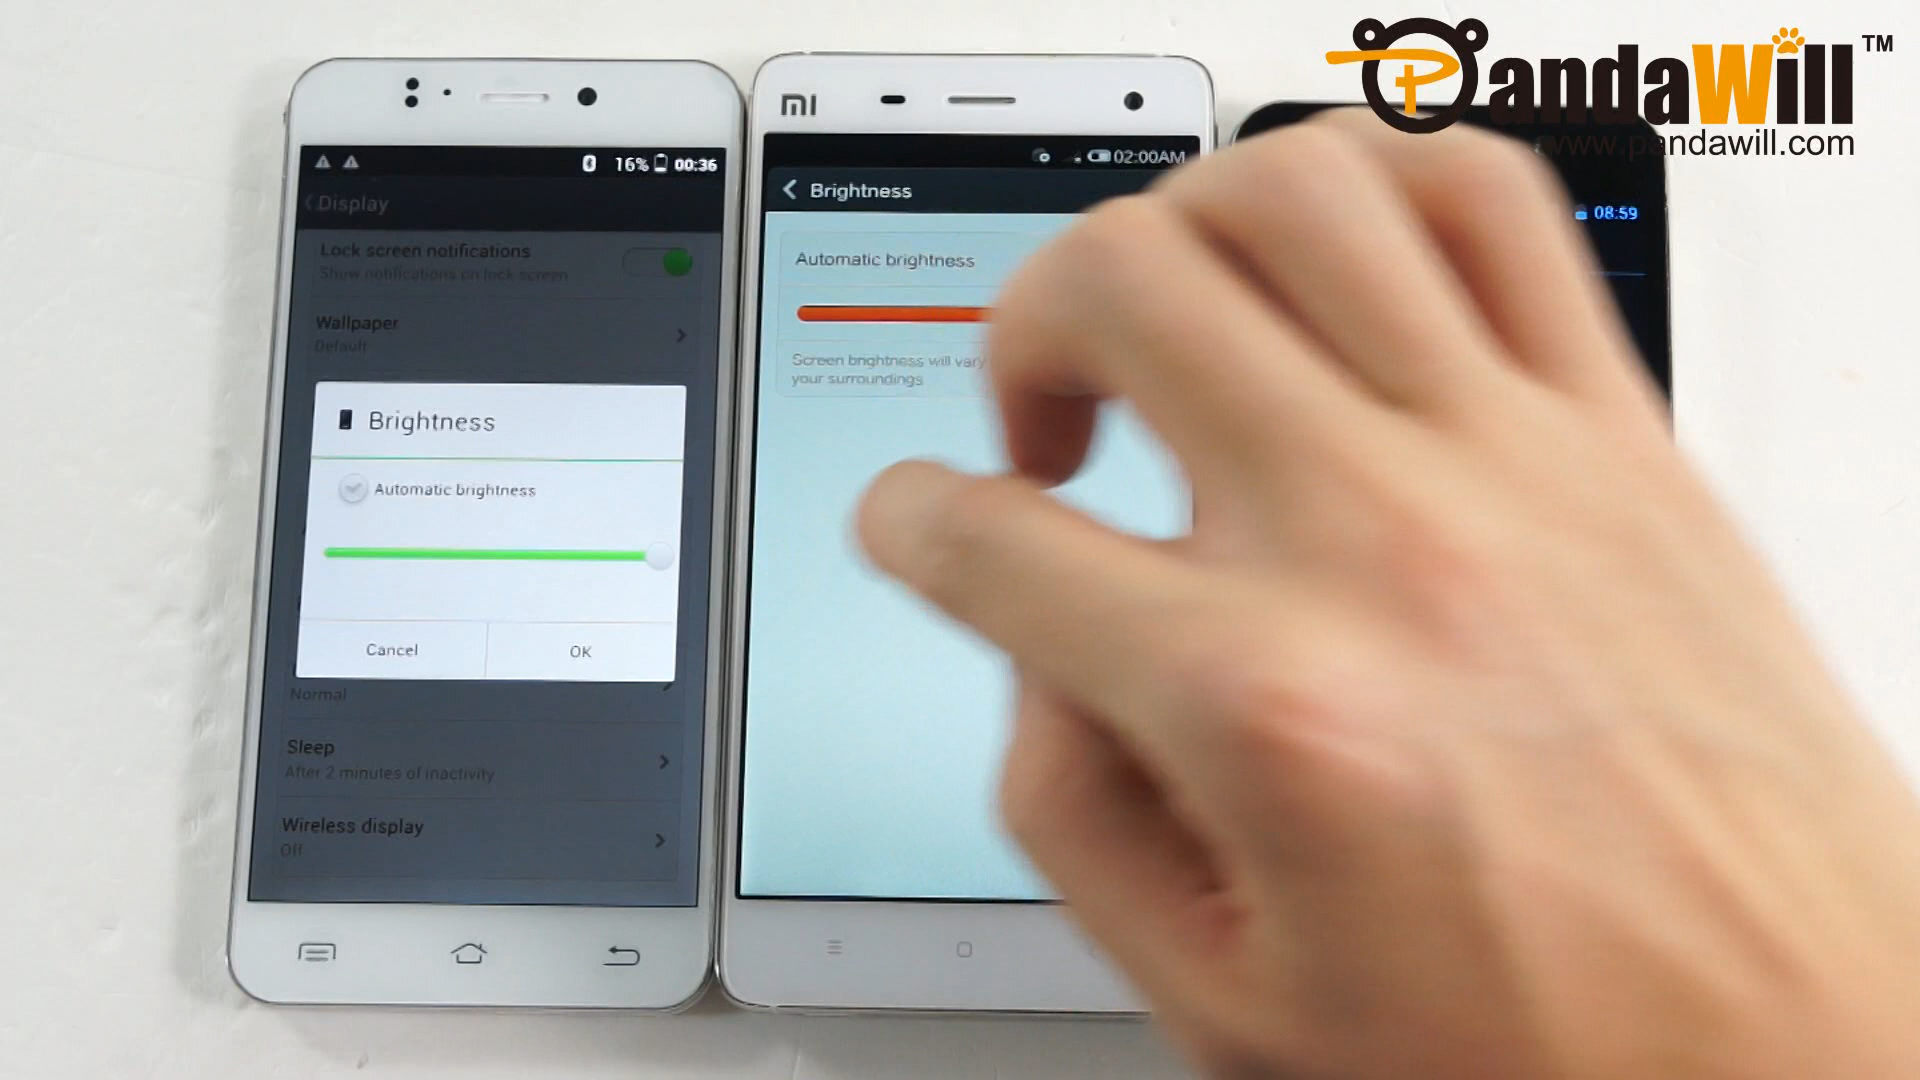 PandaWill™
www.pandawill.com
16% 00:36
Display
Lock screen notifications
Show notifications on lock screen
Wallpaper
Default
Brightness
Automatic brightness
Cancel OK
Normal
Sleep
After 2 minutes of inactivity
Wireless display
Off
mi
02:00AM
Brightness
Automatic brightness
Screen brightness will vary
your surroundings
08:59